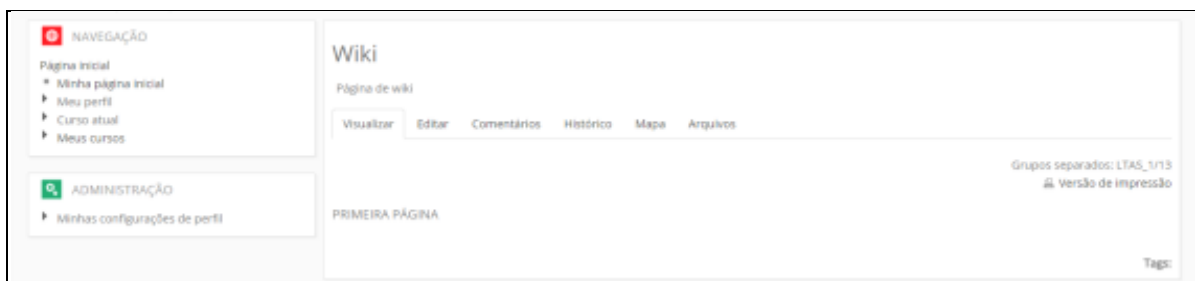 NAVEGAÇÃO
Página inicial
Minha página inicial
Meu perfil
Curso atual
Meus cursos
ADMINISTRAÇÃO
Minhas configurações de perfil
Wiki
Página de wiki
Visualizar Editar Comentários Histórico Mapa Arquivos
Grupos separados: LTAS_1/13
Versão de impressão
PRIMEIRA PÁGINA
Tags: